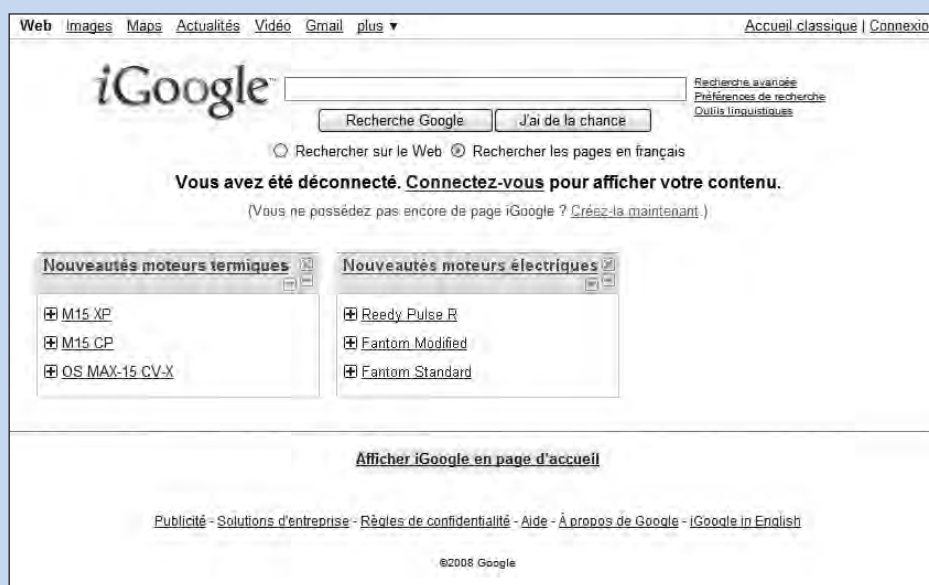 Web Images Maps Actualités Vidéo Gmail plus ▼ Accueil classique | Connexio
iGoogle™
Recherche avancée
Préférences de recherche
Outils linguistiques
Recherche Google J'ai de la chance
Rechercher sur le Web Rechercher les pages en français
Vous avez été déconnecté. Connectez-vous pour afficher votre contenu.
(Vous ne possédez pas encore de page iGoogle ? Créez-la maintenant.)
Nouveautés moteurs termiques Nouveautés moteurs électriques
M15 XP Reedy Pulse R
M15 CP Fantom Modified
OS MAX-15 CV-X Fantom Standard
Afficher iGoogle en page d'accueil
Publicité - Solutions d'entreprise - Règles de confidentialité - Aide - À propos de Google - iGoogle in English
©2008 Google